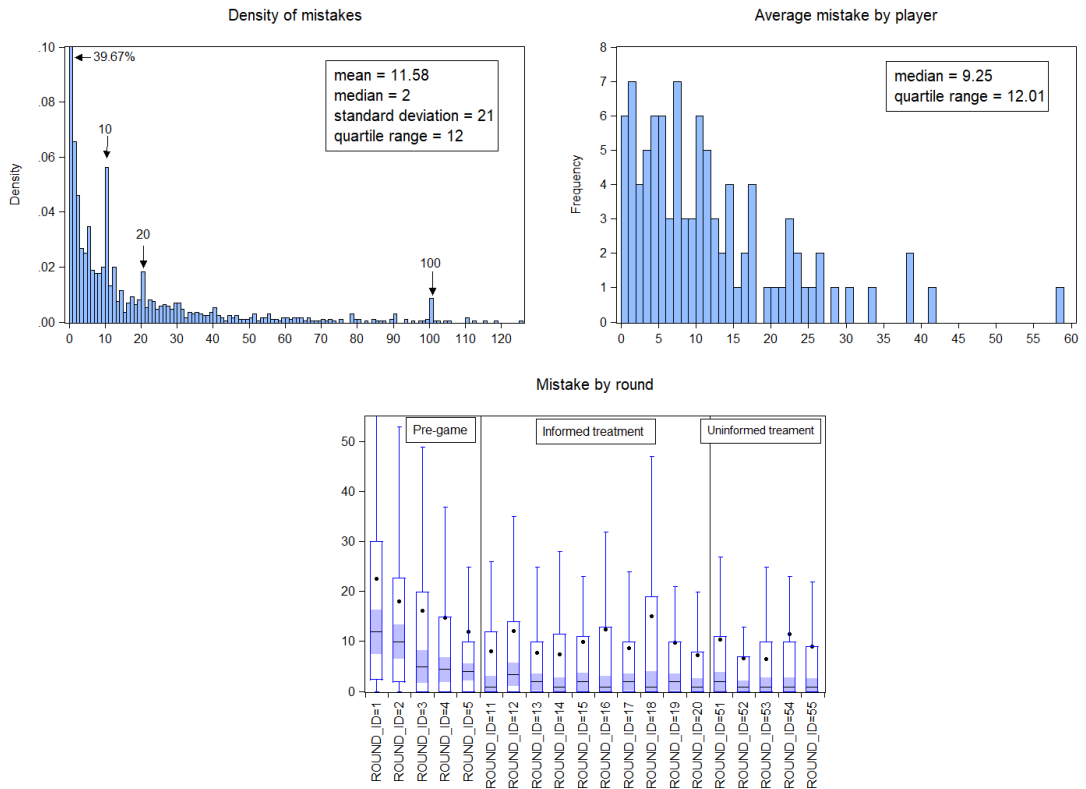 Density of mistakes
.10
.08
.06
.04
.02
.00
Density
39.67%
10
20
100
mean = 11.58
median = 2
standard deviation = 21
quartile range = 12
0 10 20 30 40 50 60 70 80 90 100 110 120
Average mistake by player
8
7
6
5
4
3
2
1
0
Frequency
median = 9.25
quartile range = 12.01
0 5 10 15 20 25 30 35 40 45 50 55 60
Mistake by round
50
40
30
20
10
0
Pre-game
Informed treatment
Uninformed treament
ROUND_ID=1
ROUND_ID=2
ROUND_ID=3
ROUND_ID=4
ROUND_ID=5
ROUND_ID=11
ROUND_ID=12
ROUND_ID=13
ROUND_ID=14
ROUND_ID=15
ROUND_ID=16
ROUND_ID=17
ROUND_ID=18
ROUND_ID=19
ROUND_ID=20
ROUND_ID=51
ROUND_ID=52
ROUND_ID=53
ROUND_ID=54
ROUND_ID=55